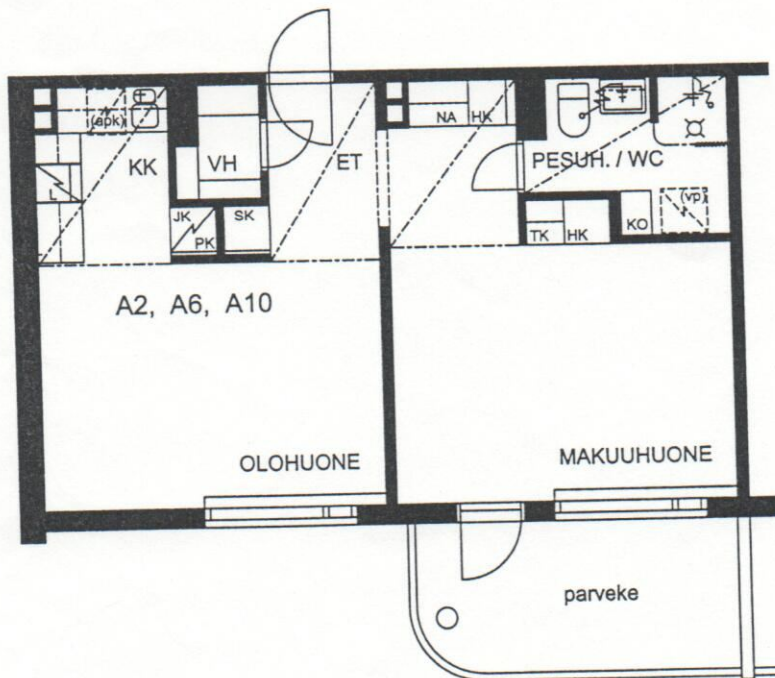 (apk)
KK
VH
ET
NA HK
PESUH. / WC
L
JK
PK
SK
TK HK
KO
(vp)
A2, A6, A10
OLOHUONE
MAKUUHUONE
parveke